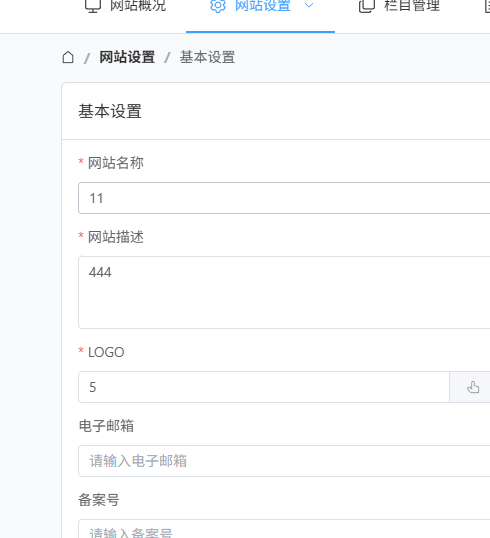 网站概况 网站设置 栏目管理
/ 网站设置 / 基本设置
基本设置
* 网站名称
11
* 网站描述
444
* LOGO
5
电子邮箱
请输入电子邮箱
备案号
请输入备案号